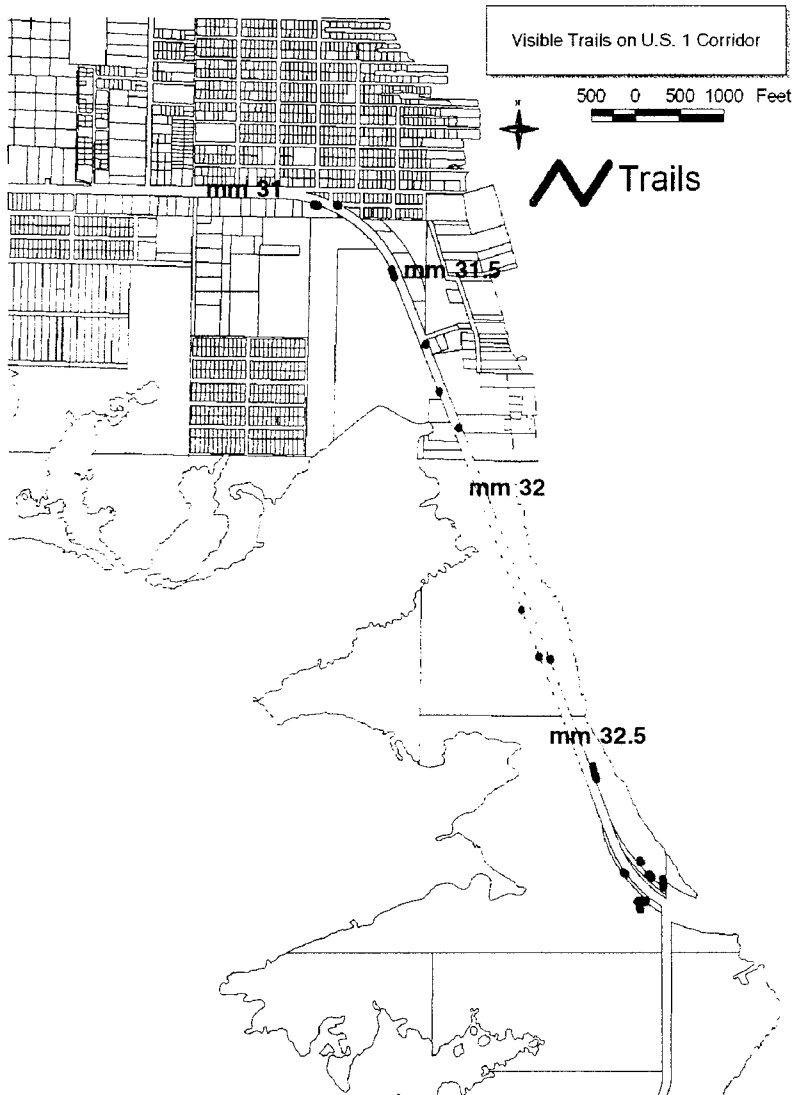 Visible Trails on U.S. 1 Corridor
500 0 500 1000 Feet
N
Trails
mm 31
mm 31.5
mm 32
mm 32.5